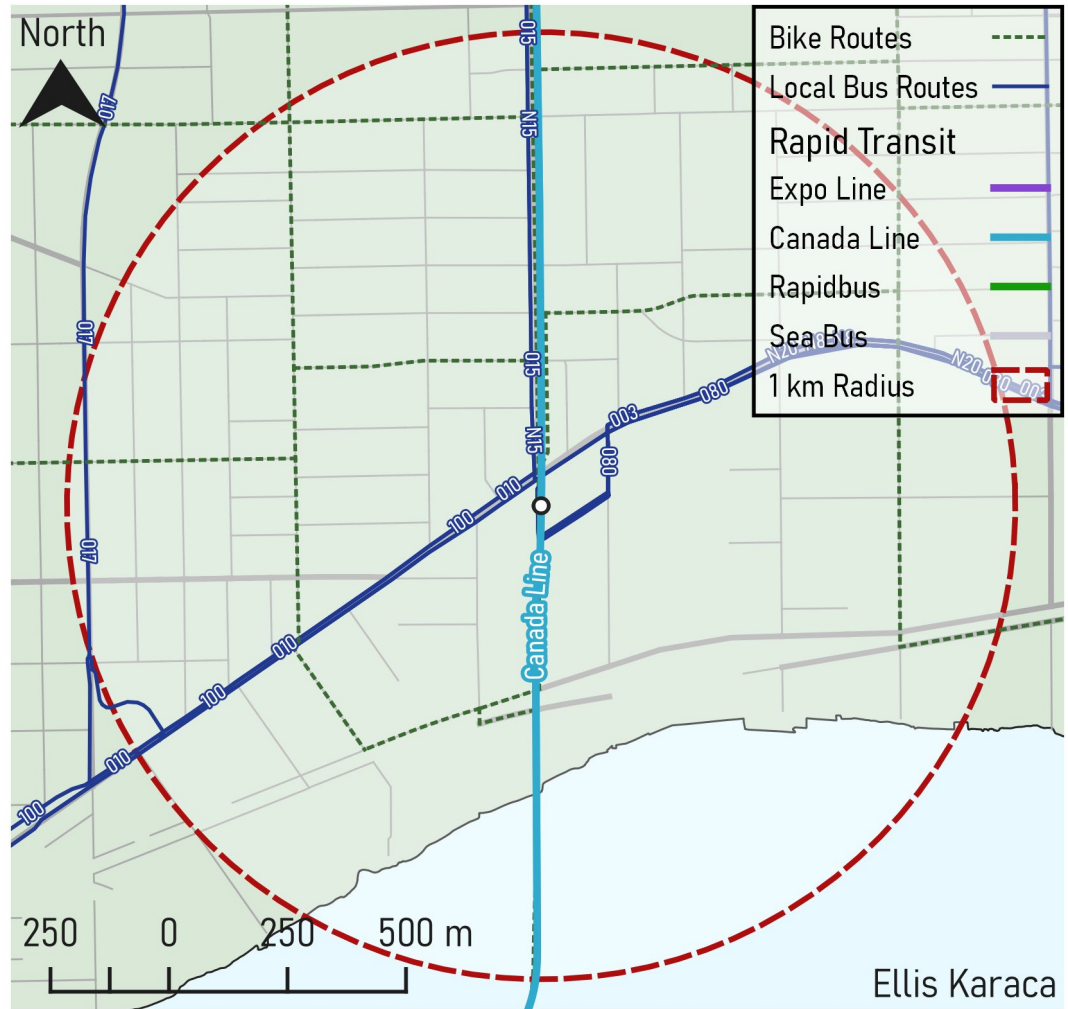 North
Bike Routes
Local Bus Routes
Rapid Transit
Expo Line
Canada Line
Rapidbus
Sea Bus
1 km Radius
015
N15
017
017
015
N20
N20
003
080
N15
080
010
100
017
Canada Line
010
100
010
100
250 0 250 500 m
Ellis Karaca